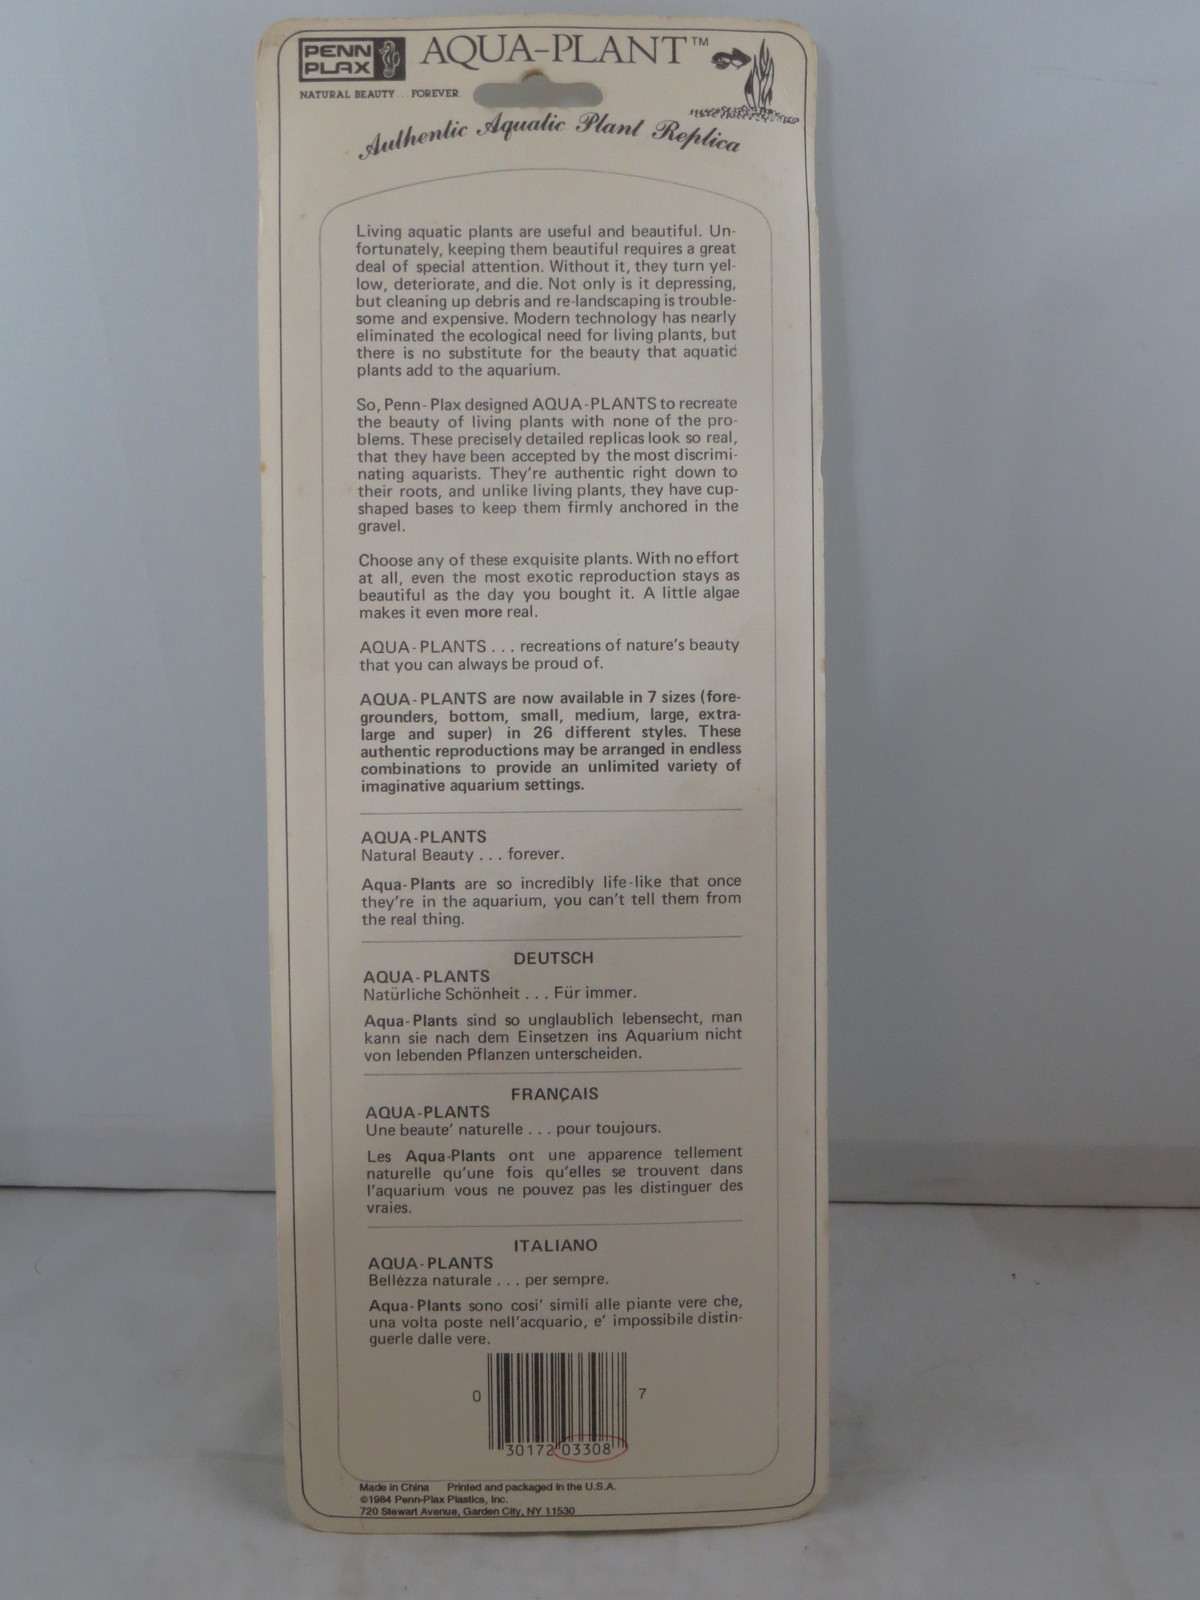 PENN
PLAX
AQUA-PLANT™
NATURAL BEAUTY . . . FOREVER.
Authentic Aquatic Plant Replica
Living aquatic plants are useful and beautiful. Un-
fortunately, keeping them beautiful requires a great
deal of special attention. Without it, they turn yel-
low, deteriorate, and die. Not only is it depressing,
but cleaning up debris and re-landscaping is trouble-
some and expensive. Modern technology has nearly
eliminated the ecological need for living plants, but
there is no substitute for the beauty that aquatic
plants add to the aquarium.
So, Penn-Plax designed AQUA-PLANTS to recreate
the beauty of living plants with none of the pro-
blems. These precisely detailed replicas look so real,
that they have been accepted by the most discrimi-
nating aquarists. They're authentic right down to
their roots, and unlike living plants, they have cup-
shaped bases to keep them firmly anchored in the
gravel.
Choose any of these exquisite plants. With no effort
at all, even the most exotic reproduction stays as
beautiful as the day you bought it. A little algae
makes it even more real.
AQUA-PLANTS . . . recreations of nature's beauty
that you can always be proud of.
AQUA-PLANTS are now available in 7 sizes (fore-
grounders, bottom, small, medium, large, extra-
large and super) in 26 different styles. These
authentic reproductions may be arranged in endless
combinations to provide an unlimited variety of
imaginative aquarium settings.
AQUA-PLANTS
Natural Beauty . . . forever.
Aqua-Plants are so incredibly life-like that once
they're in the aquarium, you can't tell them from
the real thing.
DEUTSCH
AQUA-PLANTS
Natürliche Schönheit . . . Für immer.
Aqua-Plants sind so unglaublich lebensecht, man
kann sie nach dem Einsetzen ins Aquarium nicht
von lebenden Pflanzen unterscheiden.
FRANÇAIS
AQUA-PLANTS
Une beaute' naturelle . . . pour toujours.
Les Aqua-Plants ont une apparence tellement
naturelle qu'une fois qu'elles se trouvent dans
l'aquarium vous ne pouvez pas les distinguer des
vraies.
ITALIANO
AQUA-PLANTS
Bellèzza naturale . . . per sempre.
Aqua-Plants sono cosi' simili alle piante vere che,
una volta poste nell'acquario, e' impossibile distin-
guerle dalle vere.
0 30172 03308 7
Made in China Printed and packaged in the U.S.A.
©1984 Penn-Plax Plastics, Inc.
720 Stewart Avenue, Garden City, NY 11530